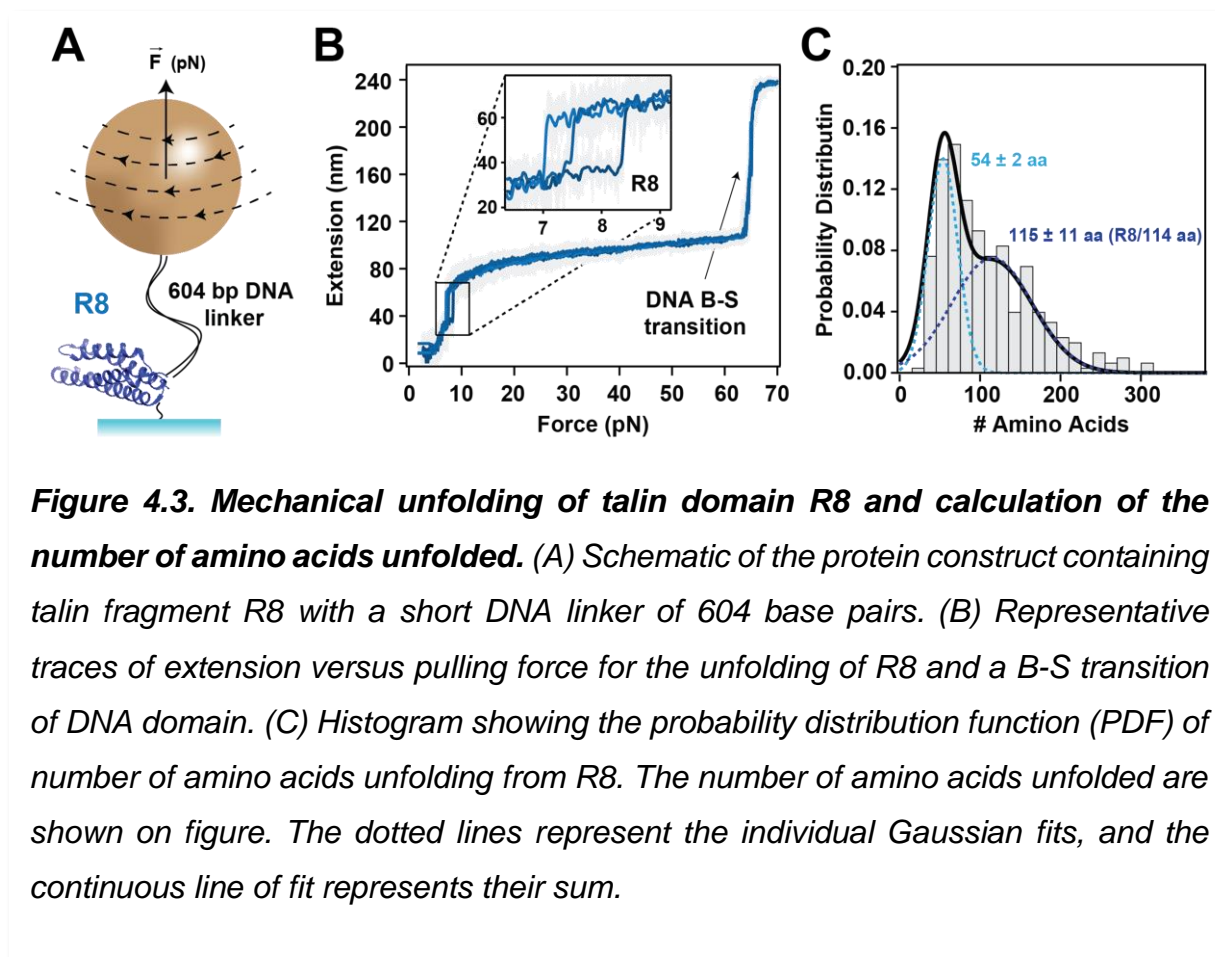 A
F (pN)
R8
604 bp DNA
linker
B
Extension (nm)
240
200
160
120
80
40
0
60
40
20
R8
7
8
9
DNA B-S
transition
0
10
20
30
40
50
60
70
Force (pN)
C
Probability Distributin
0.20
0.16
0.12
0.08
0.04
0.00
54 ± 2 aa
115 ± 11 aa (R8/114 aa)
0
100
200
300
# Amino Acids
Figure 4.3. Mechanical unfolding of talin domain R8 and calculation of the
number of amino acids unfolded. (A) Schematic of the protein construct containing
talin fragment R8 with a short DNA linker of 604 base pairs. (B) Representative
traces of extension versus pulling force for the unfolding of R8 and a B-S transition
of DNA domain. (C) Histogram showing the probability distribution function (PDF) of
number of amino acids unfolding from R8. The number of amino acids unfolded are
shown on figure. The dotted lines represent the individual Gaussian fits, and the
continuous line of fit represents their sum.